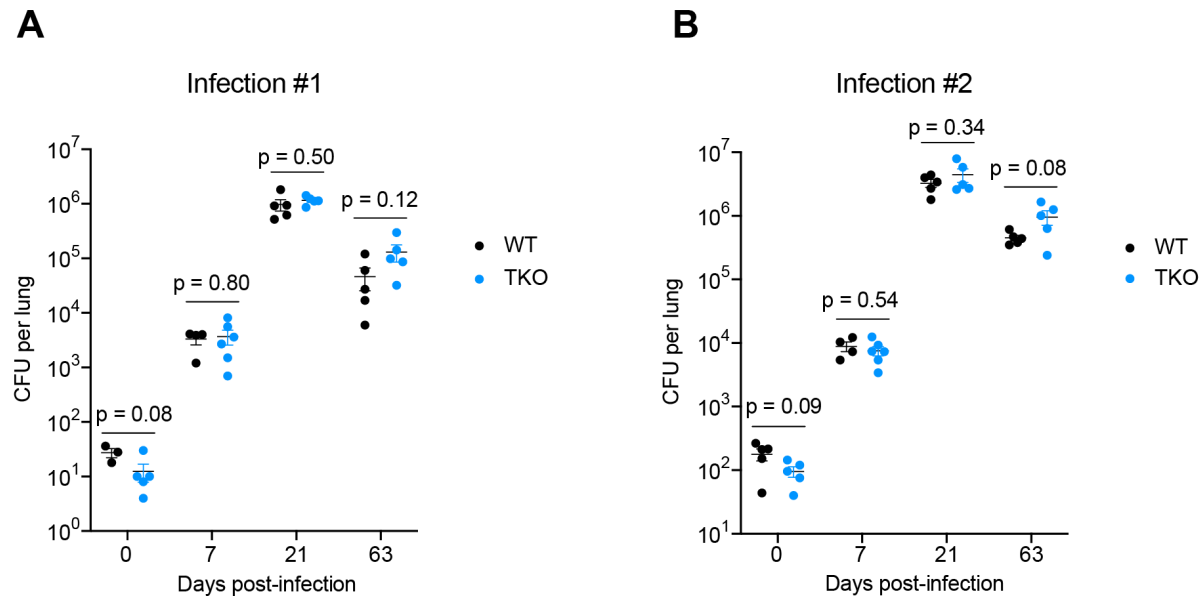 A
Infection #1
CFU per lung
10^7
10^6
10^5
10^4
10^3
10^2
10^1
10^0
p = 0.08
p = 0.80
p = 0.50
p = 0.12
0
7
21
63
Days post-infection
WT
TKO
B
Infection #2
CFU per lung
10^7
10^6
10^5
10^4
10^3
10^2
10^1
p = 0.09
p = 0.54
p = 0.34
p = 0.08
0
7
21
63
Days post-infection
WT
TKO